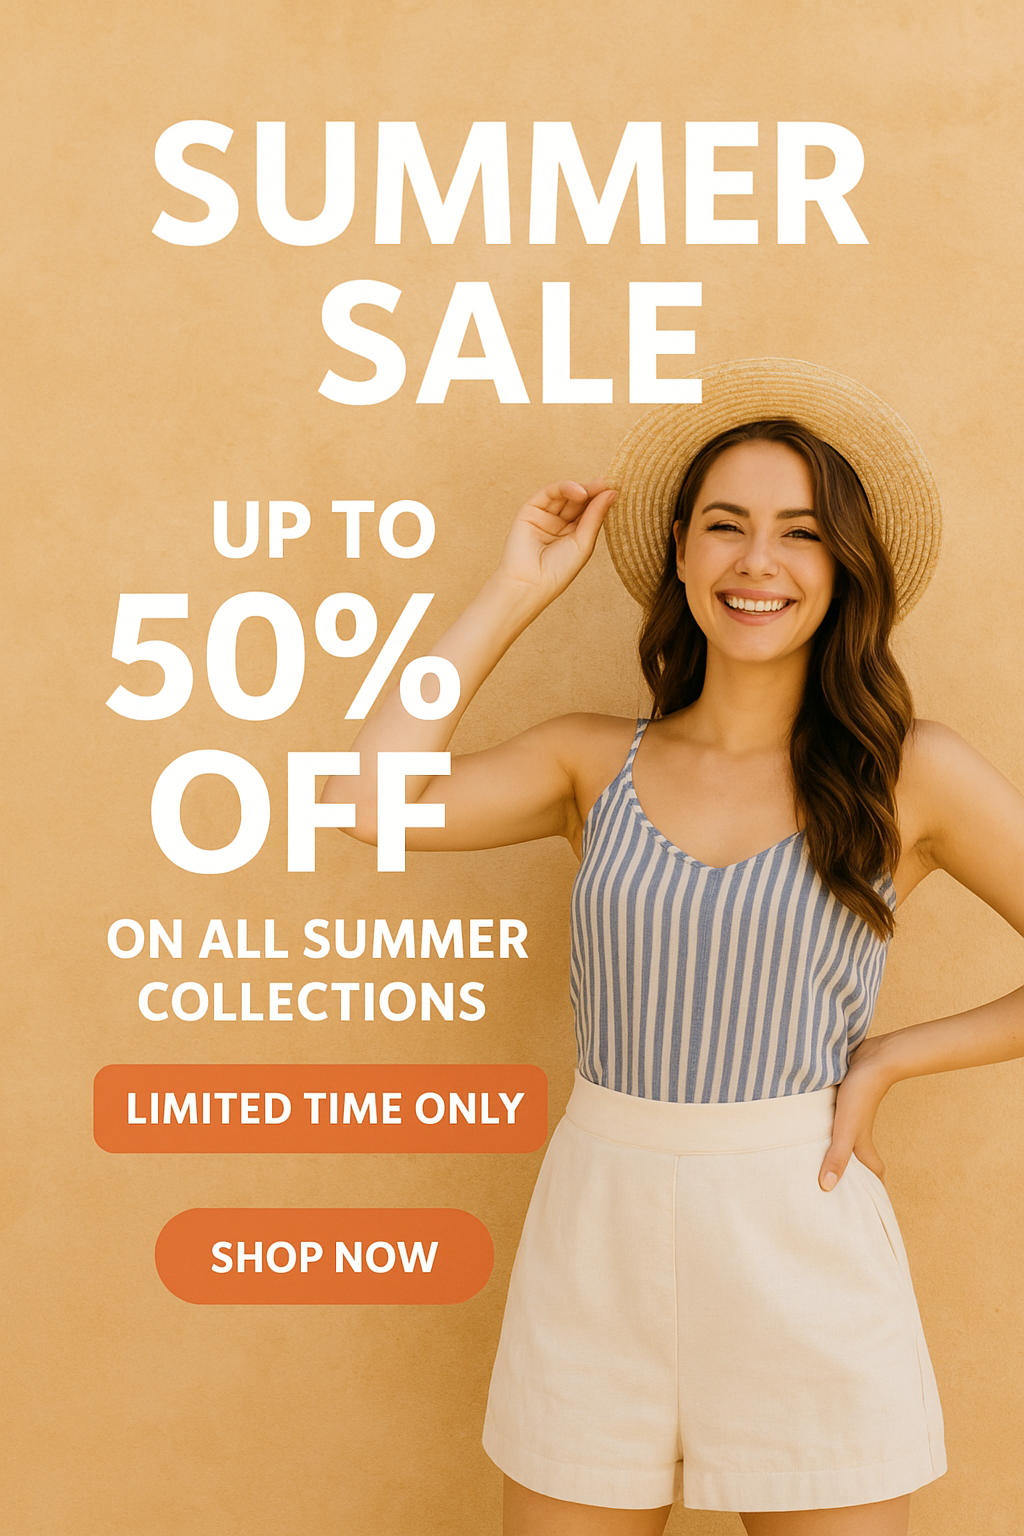 SUMMER
SALE
UP TO
50%
OFF
ON ALL SUMMER
COLLECTIONS
LIMITED TIME ONLY
SHOP NOW